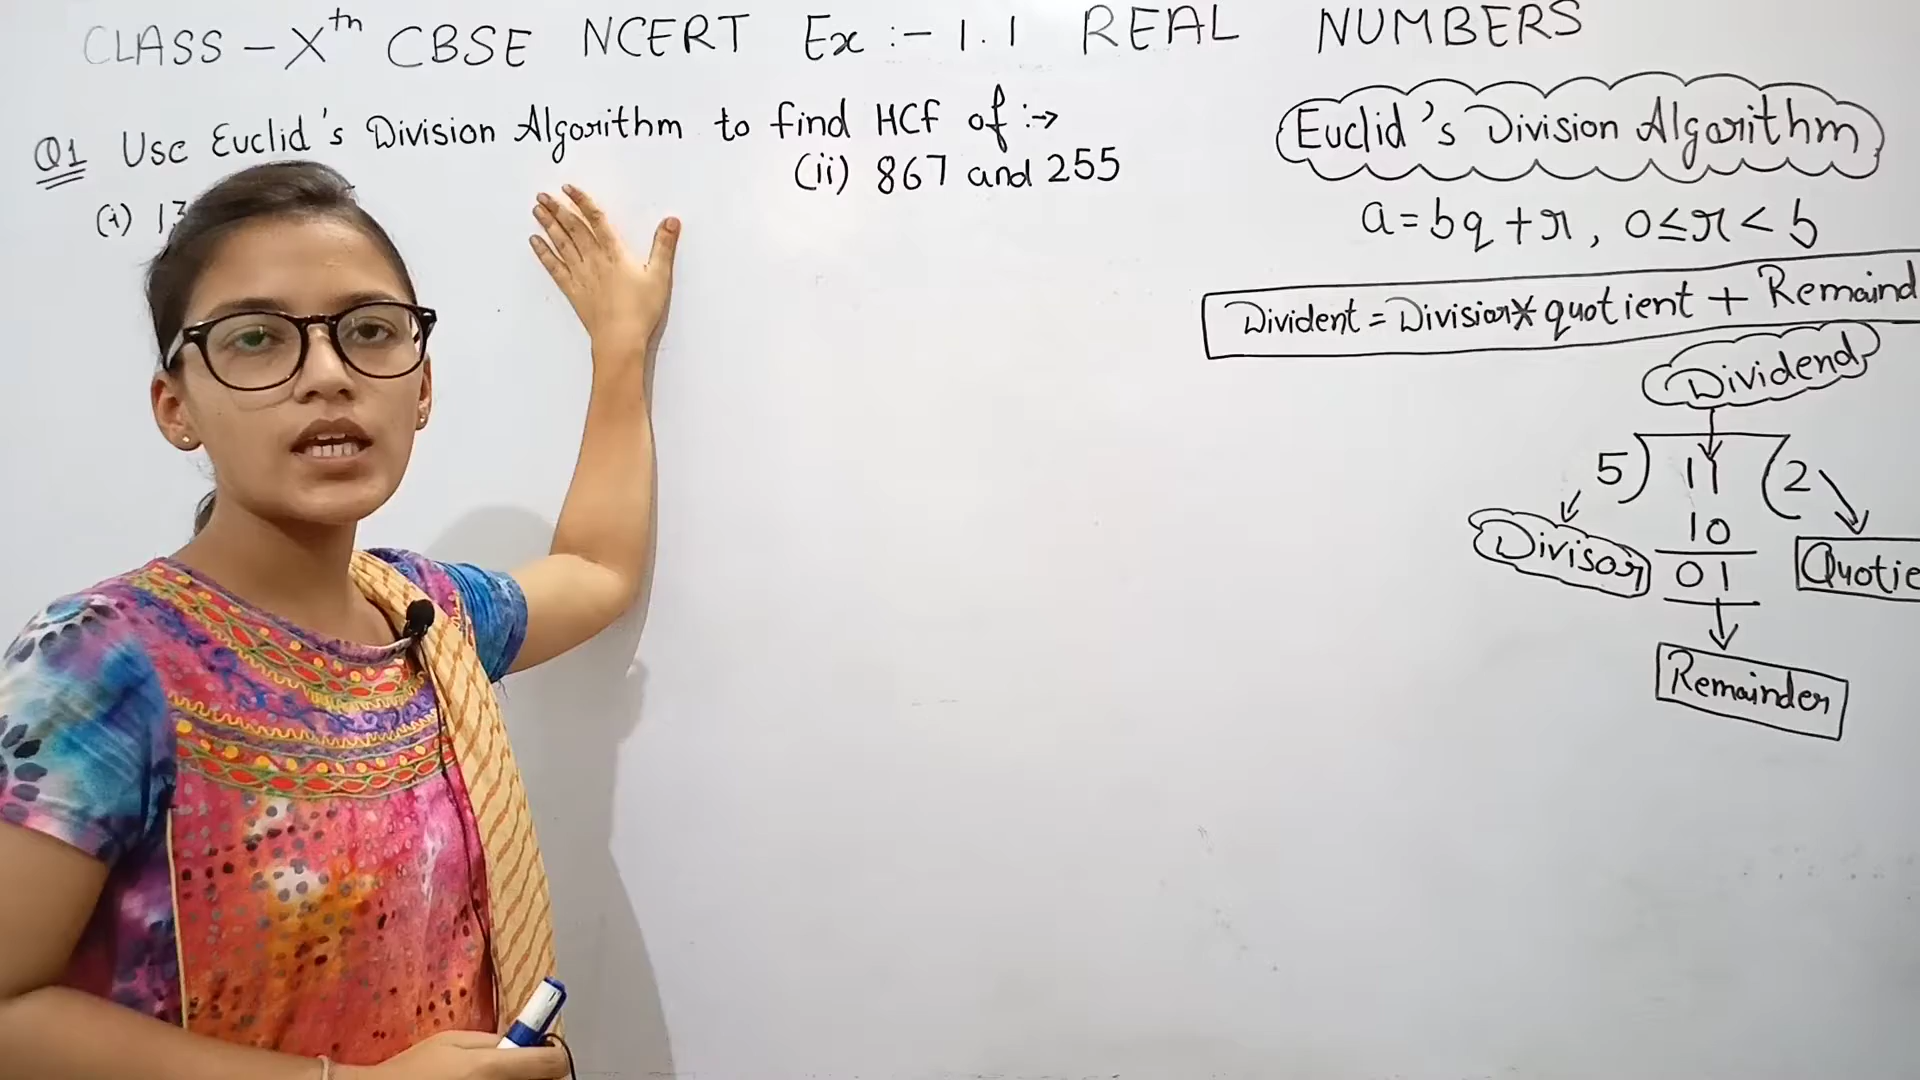 CLASS - Xth CBSE NCERT Ex :- 1.1 REAL NUMBERS
Q1 Use Euclid's Division Algorithm to find HCF of :→
(i) 13
(ii) 867 and 255
Euclid's Division Algorithm
a = bq + r, 0 ≤ r < b
Divident = Division * quotient + Remaind
Dividend
5) 11 (2
10
01
Divisor
Quotie
Remainder